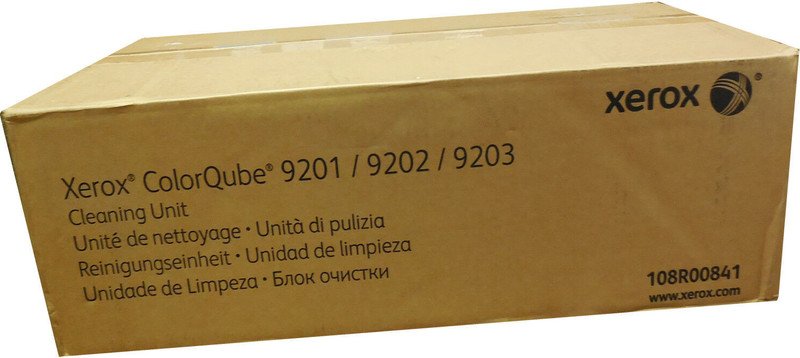 xerox ®
Xerox® ColorQube® 9201 / 9202 / 9203
Cleaning Unit
Unité de nettoyage • Unità di pulizia
Reinigungseinheit • Unidad de limpieza
Unidade de Limpeza • Блок очистки
108R00841
www.xerox.com